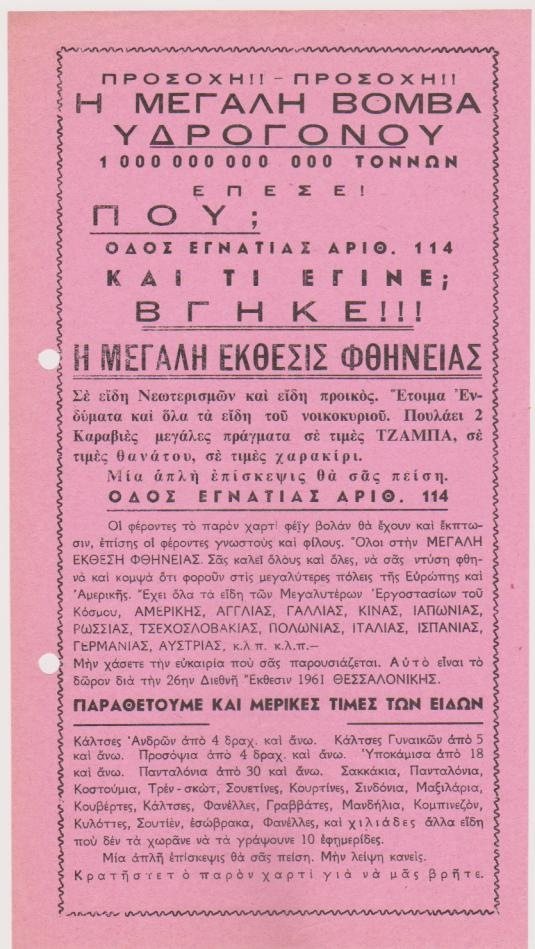 ΠΡΟΣΟΧΗ!! - ΠΡΟΣΟΧΗ!!
Η ΜΕΓΑΛΗ ΒΟΜΒΑ
ΥΔΡΟΓΟΝΟΥ
1 000 000 000 000 ΤΟΝΝΩΝ
ΕΠΕΣΕ!
ΠΟΥ;
ΟΔΟΣ ΕΓΝΑΤΙΑΣ ΑΡΙΘ. 114
ΚΑΙ ΤΙ ΕΓΙΝΕ;
ΒΓΗΚΕ!!!
Η ΜΕΓΑΛΗ ΕΚΘΕΣΙΣ ΦΘΗΝΕΙΑΣ
Σὲ εἴδη Νεωτερισμῶν καὶ εἴδη προικός. Ἕτοιμα Ἐν-
δύματα καὶ ὅλα τὰ εἴδη τοῦ νοικοκυριοῦ. Πουλάει 2
Καραβιὲς μεγάλες πράγματα σὲ τιμὲς ΤΖΑΜΠΑ, σὲ
τιμὲς θανάτου, σὲ τιμὲς χαρακίρι.
Μία ἁπλὴ ἐπίσκεψις θὰ σᾶς πείση.
ΟΔΟΣ ΕΓΝΑΤΙΑΣ ΑΡΙΘ. 114
Οἱ φέροντες τὸ παρὸν χαρτὶ φέϊγ βολὰν θὰ ἔχουν καὶ ἔκπτω-
σιν, ἐπίσης οἱ φέροντες γνωστοὺς καὶ φίλους. Ὅλοι στὴν ΜΕΓΑΛΗ
ΕΚΘΕΣΗ ΦΘΗΝΕΙΑΣ. Σᾶς καλεῖ ὅλους καὶ ὅλες, νὰ σᾶς ντύση φθη-
νὰ καὶ κομψὰ ὅτι φοροῦν στὶς μεγαλύτερες πόλεις τῆς Εὐρώπης καὶ
Ἀμερικῆς. Ἔχει ὅλα τὰ εἴδη τῶν Μεγαλυτέρων Ἐργοστασίων τοῦ
Κόσμου, ΑΜΕΡΙΚΗΣ, ΑΓΓΛΙΑΣ, ΓΑΛΛΙΑΣ, ΚΙΝΑΣ, ΙΑΠΩΝΙΑΣ,
ΡΩΣΣΙΑΣ, ΤΣΕΧΟΣΛΟΒΑΚΙΑΣ, ΠΟΛΩΝΙΑΣ, ΙΤΑΛΙΑΣ, ΙΣΠΑΝΙΑΣ,
ΓΕΡΜΑΝΙΑΣ, ΑΥΣΤΡΙΑΣ, κ.λ π. κ.λ.π.—
Μὴν χάσετε τὴν εὐκαιρία ποὺ σᾶς παρουσιάζεται. Αὐτὸ εἶναι τὸ
δῶρον διὰ τὴν 26ην Διεθνῆ Ἔκθεσιν 1961 ΘΕΣΣΑΛΟΝΙΚΗΣ.
ΠΑΡΑΘΕΤΟΥΜΕ ΚΑΙ ΜΕΡΙΚΕΣ ΤΙΜΕΣ ΤΩΝ ΕΙΔΩΝ
Κάλτσες Ἀνδρῶν ἀπὸ 4 δραχ. καὶ ἄνω. Κάλτσες Γυναικῶν ἀπὸ 5
καὶ ἄνω. Προσόψια ἀπὸ 4 δραχ. καὶ ἄνω. Ὑποκάμισα ἀπὸ 18
καὶ ἄνω. Πανταλόνια ἀπὸ 30 καὶ ἄνω. Σακκάκια, Πανταλόνια,
Κοστούμια, Τρὲν-σκώτ, Σουετίνες, Κουρτίνες, Σινδόνια, Μαξιλάρια,
Κουβέρτες, Κάλτσες, Φανέλλες, Γραββάτες, Μανδήλια, Κομπινεζόν,
Κυλόττες, Σουτιέν, ἐσώβρακα, Φανέλλες, καὶ χιλιάδες ἄλλα εἴδη
ποὺ δὲν τὰ χωρᾶνε νὰ τὰ γράψουνε 10 ἐφημερίδες.
Μία ἁπλῆ ἐπίσκεψις θὰ σᾶς πείση. Μὴν λείψη κανείς.
Κρατῆστε τὸ παρὸν χαρτὶ γιὰ νὰ μᾶς βρῆτε.